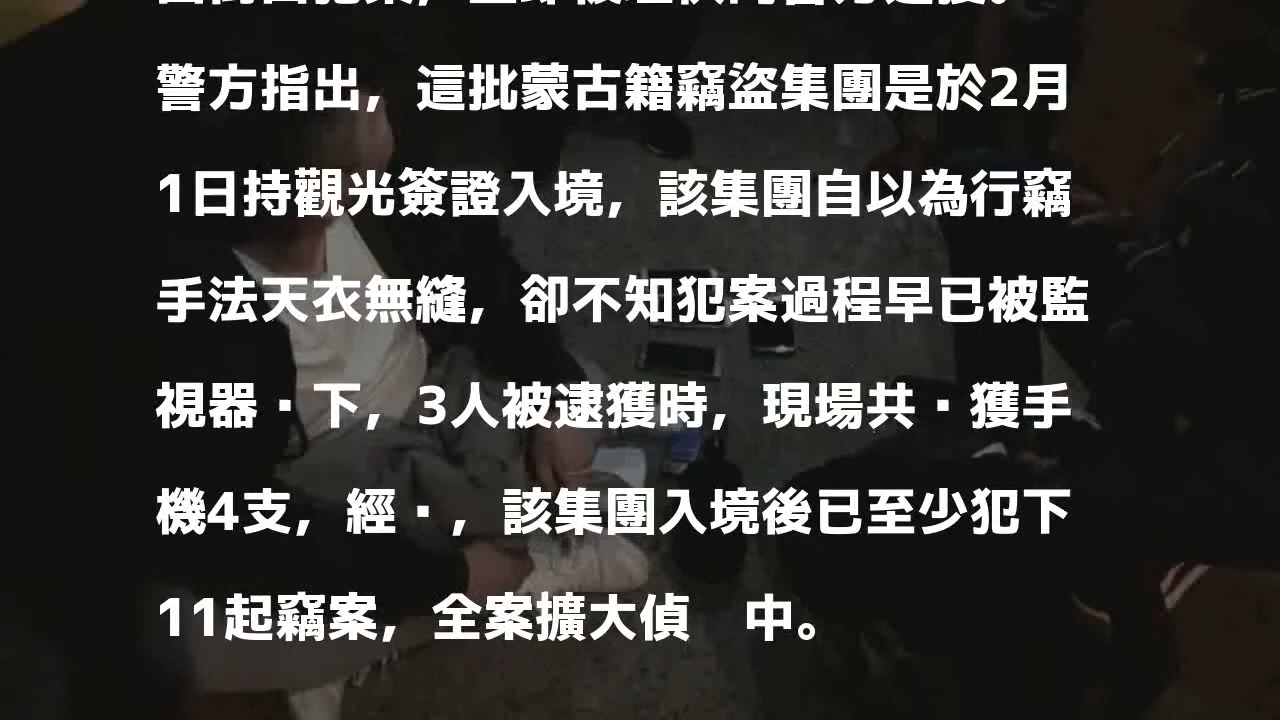 警方指出，這批蒙古籍竊盜集團是於2月
1日持觀光簽證入境，該集團自以為行竊
手法天衣無縫，卻不知犯案過程早已被監
視器▪下，3人被逮獲時，現場共▪獲手
機4支，經▪，該集團入境後已至少犯下
11起竊案，全案擴大偵　中。